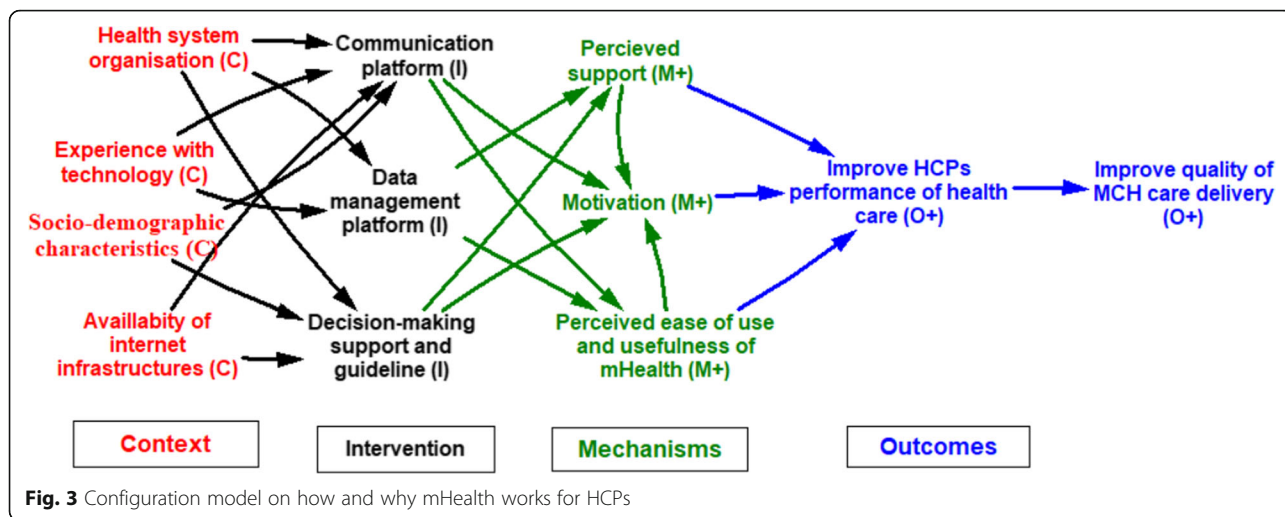 Health system
organisation (C)
Communication
platform (I)
Percieved
support (M+)
Experience with
technology (C)
Data
management
platform (I)
Motivation (M+)
Improve HCPs
performance of health
care (O+)
Improve quality of
MCH care delivery
(O+)
Socio-demographic
characteristics (C)
Availlabity of
internet
infrastructures (C)
Decision-making
support and
guideline (I)
Perceived ease of use
and usefulness of
mHealth (M+)
Context
Intervention
Mechanisms
Outcomes
Fig. 3 Configuration model on how and why mHealth works for HCPs